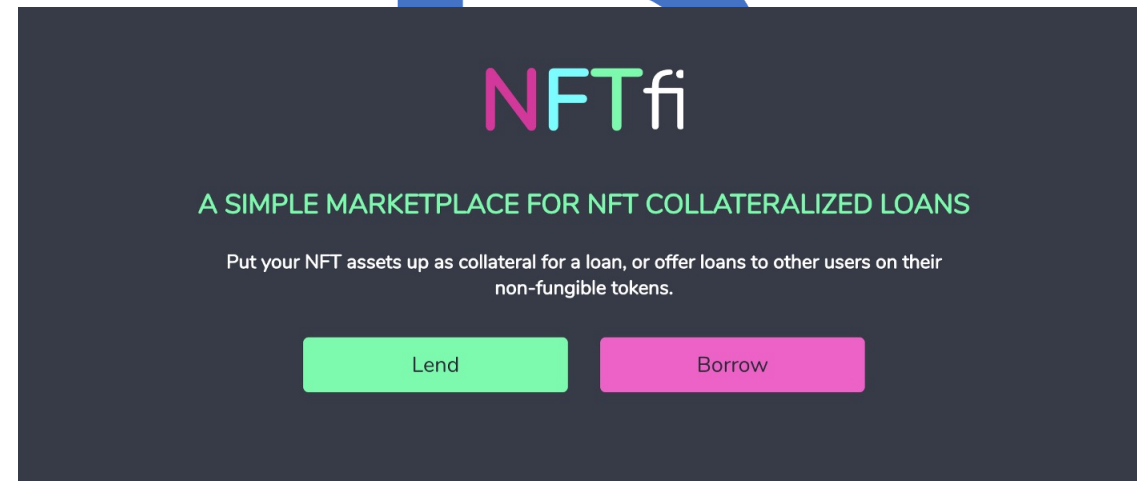 NFTfi
A SIMPLE MARKETPLACE FOR NFT COLLATERALIZED LOANS
Put your NFT assets up as collateral for a loan, or offer loans to other users on their
non-fungible tokens.
Lend
Borrow